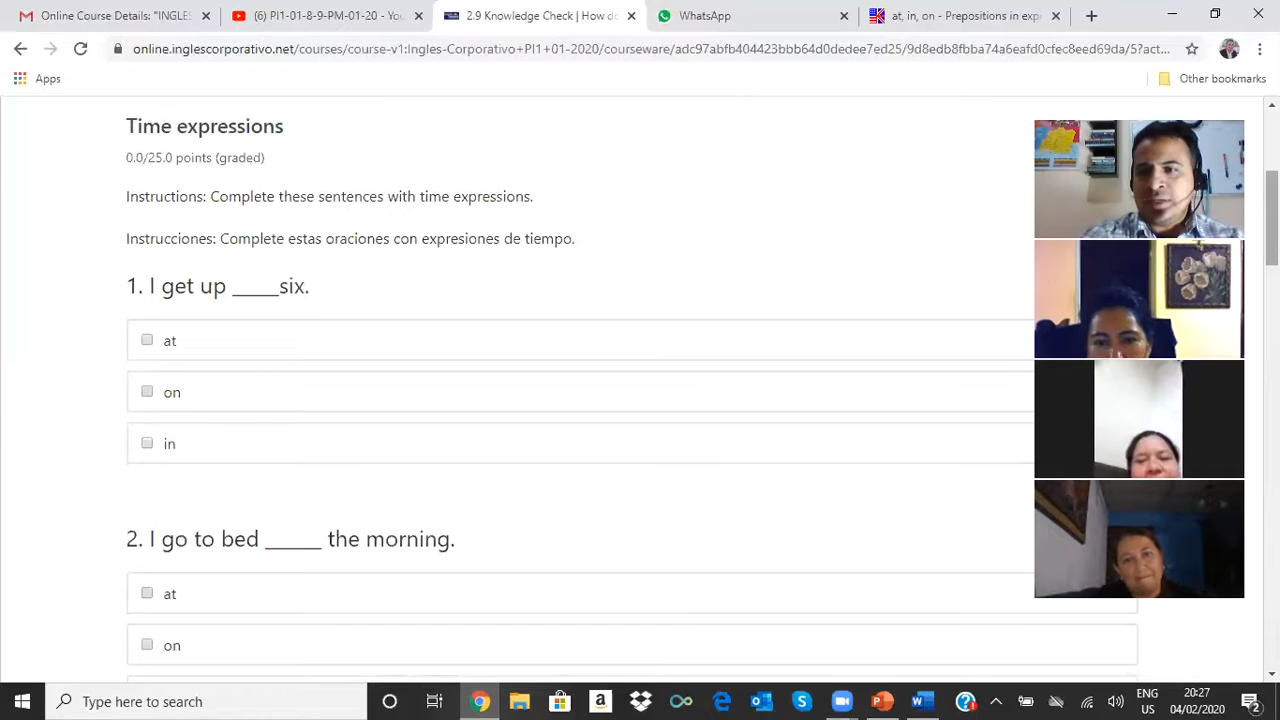 Online Course Details: "INGLES
(6) PI1-01-8-9-PM-01-20 - Y
2.9 Knowledge Check | How do
WhatsApp
at, in, on - Prepositions in expr
online.inglescorporativo.net/courses/course-v1:Ingles-Corporativo+PI1+01-2020/courseware/adc97abfb404423bbb64d0dedee7ed25/9d8edb8fbba74a6eafd0cfec8eed69da/5?act...
Apps
Other bookmarks
Time expressions
0.0/25.0 points (graded)
Instructions: Complete these sentences with time expressions.
Instrucciones: Complete estas oraciones con expresiones de tiempo.
1. I get up _____six.
at
on
in
2. I go to bed ______ the morning.
at
on
Type here to search
ENG
US
20:27
04/02/2020
2